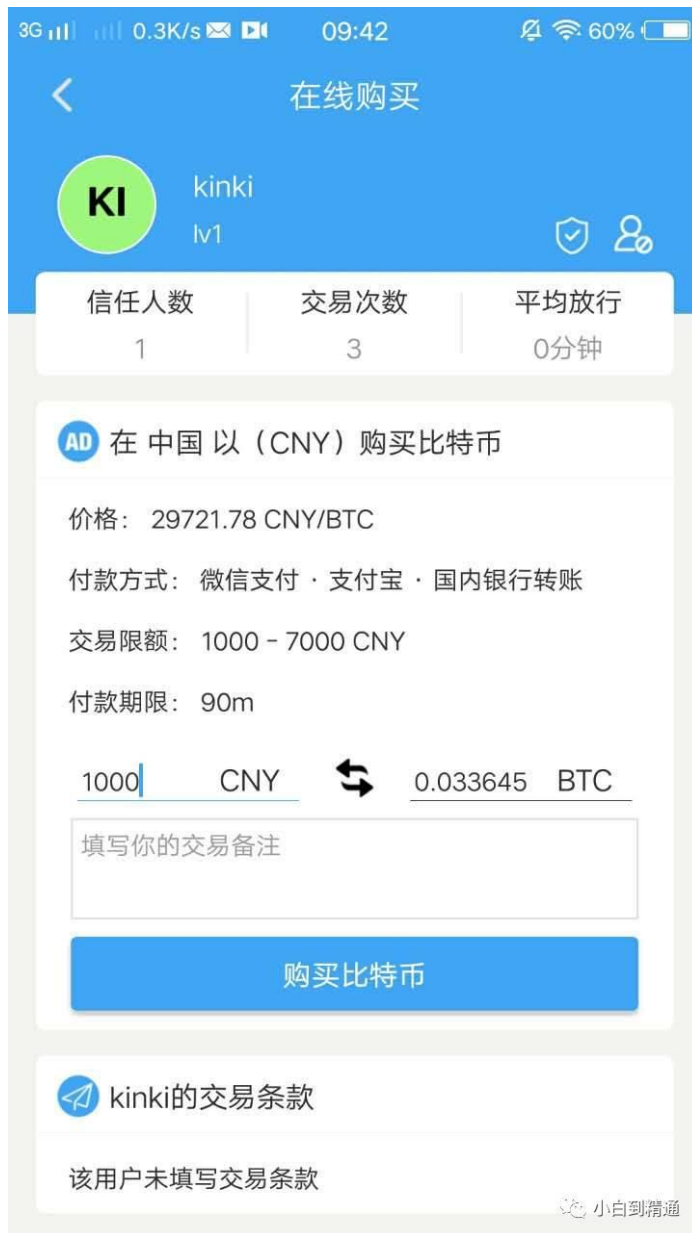 3G 0.3K/s 09:42 60%
在线购买
KI
kinki
lv1
信任人数 交易次数 平均放行
1 3 0分钟
AD 在 中国 以（CNY）购买比特币
价格： 29721.78 CNY/BTC
付款方式： 微信支付 · 支付宝 · 国内银行转账
交易限额： 1000 - 7000 CNY
付款期限： 90m
1000 CNY 0.033645 BTC
填写你的交易备注
购买比特币
kinki的交易条款
该用户未填写交易条款
小白到精通